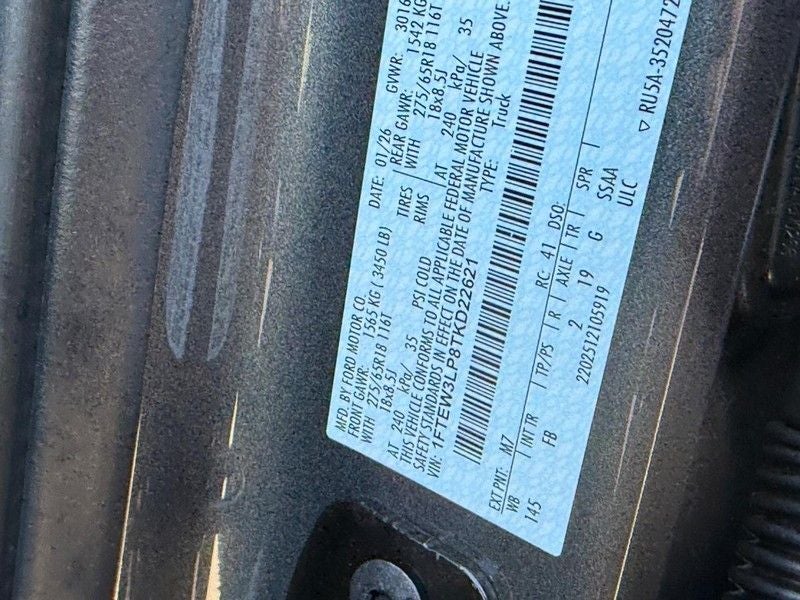 MFD. BY FORD MOTOR CO.
DATE: 01/26 GVWR: 3016
FRONT GAWR: 1565 KG ( 3450 LB) REAR GAWR: 1542 KG
WITH 275/65R18 116T TIRES WITH 275/65R18 116T
18x8.5J RIMS 18x8.5J
AT 240 kPa/ 35 PSI COLD AT 240 kPa/ 35
THIS VEHICLE CONFORMS TO ALL APPLICABLE FEDERAL MOTOR VEHICLE
SAFETY STANDARDS IN EFFECT ON THE DATE OF MANUFACTURE SHOWN ABOVE.
VIN: 1FTEW3LP8TKD22621 TYPE: Truck
EXT PNT: M7 RC: 41 DSO:
WB INT TR TP/PS R AXLE TR SPR
145 FB 2 19 G SSAA
2202512105919 ULC
▽ RU5A-3520472